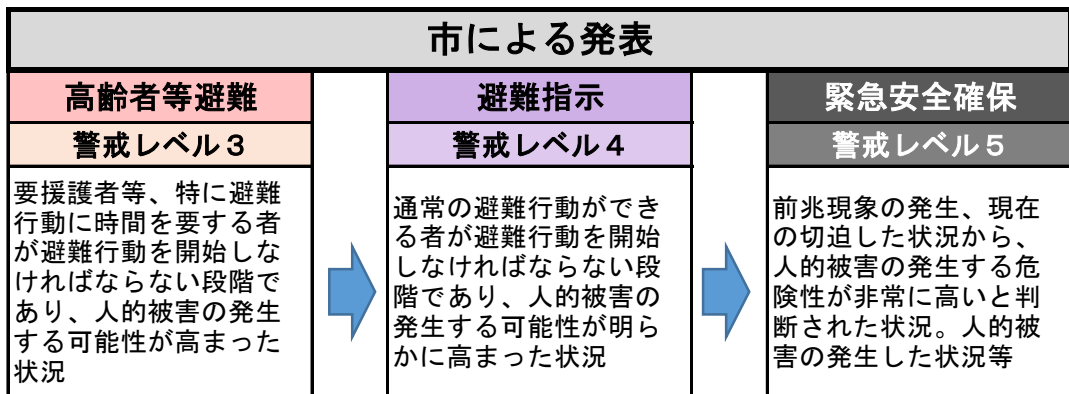 市による発表
高齢者等避難
警戒レベル３
要援護者等、特に避難
行動に時間を要する者
が避難行動を開始しな
ければならない段階で
あり、人的被害の発生
する可能性が高まった
状況
避難指示
警戒レベル４
通常の避難行動ができ
る者が避難行動を開始
しなければならない段
階であり、人的被害の
発生する可能性が明ら
かに高まった状況
緊急安全確保
警戒レベル５
前兆現象の発生、現在
の切迫した状況から、
人的被害の発生する危
険性が非常に高いと判
断された状況。人的被
害の発生した状況等